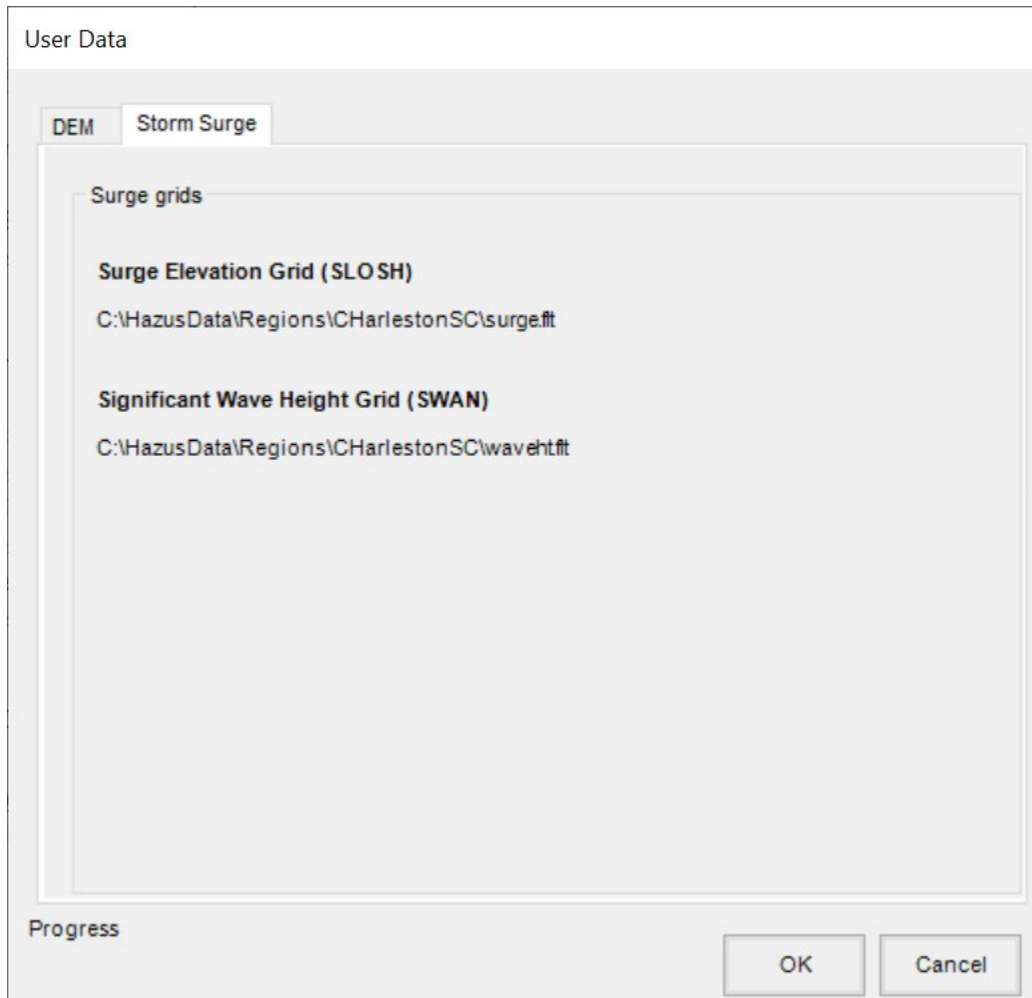 User Data
DEM
Storm Surge
Surge grids
Surge Elevation Grid (SLOSH)
C:\HazusData\Regions\CHarlestonSC\surge.flt
Significant Wave Height Grid (SWAN)
C:\HazusData\Regions\CHarlestonSC\waveht.flt
Progress
OK
Cancel